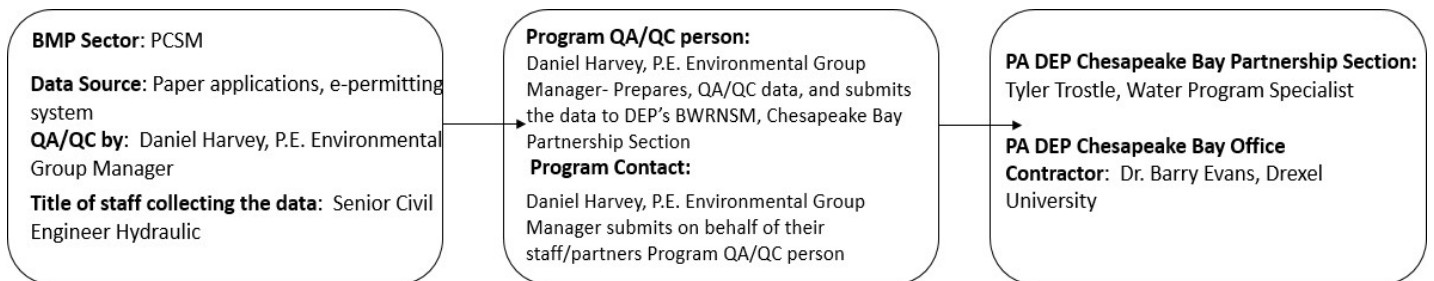 BMP Sector: PCSM
Data Source: Paper applications, e-permitting
system
QA/QC by:  Daniel Harvey, P.E. Environmental
Group Manager
Title of staff collecting the data:  Senior Civil
Engineer Hydraulic
Program QA/QC person:
Daniel Harvey, P.E. Environmental Group
Manager- Prepares, QA/QC data, and submits
the data to DEP’s BWRNSM, Chesapeake Bay
Partnership Section
Program Contact:
Daniel Harvey, P.E. Environmental Group
Manager submits on behalf of their
staff/partners Program QA/QC person
PA DEP Chesapeake Bay Partnership Section:
Tyler Trostle, Water Program Specialist
PA DEP Chesapeake Bay Office
Contractor:  Dr. Barry Evans, Drexel
University